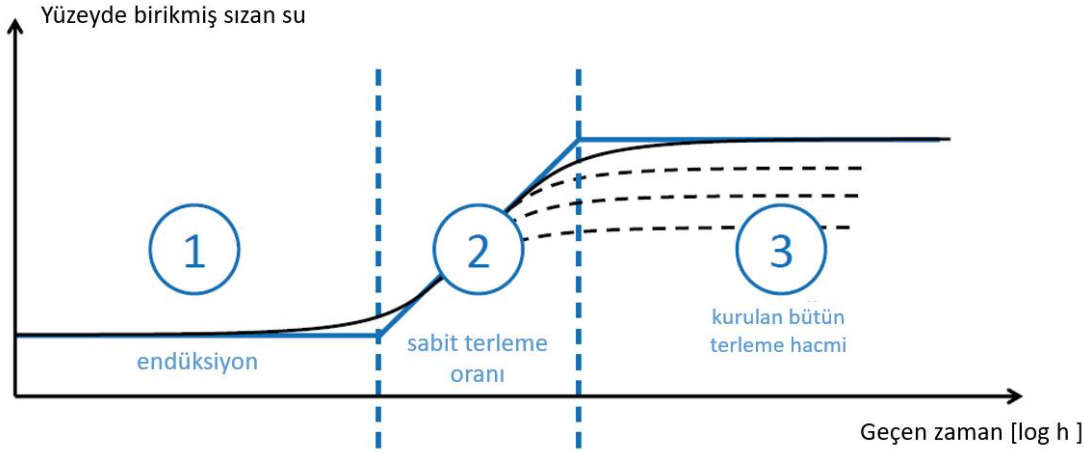 Yüzeyde birikmiş sızan su
1
2
3
endüksiyon
sabit terleme
oranı
kurulan bütün
terleme hacmi
Geçen zaman [log h ]